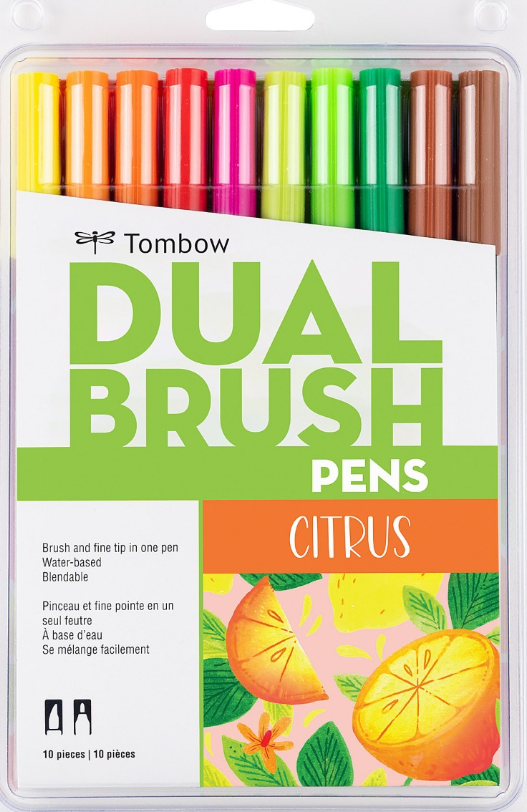 Tombow
DUAL
BRUSH
PENS
CITRUS
Brush and fine tip in one pen
Water-based
Blendable
Pinceau et fine pointe en un
seul feutre
À base d'eau
Se mélange facilement
10 pieces | 10 pièces